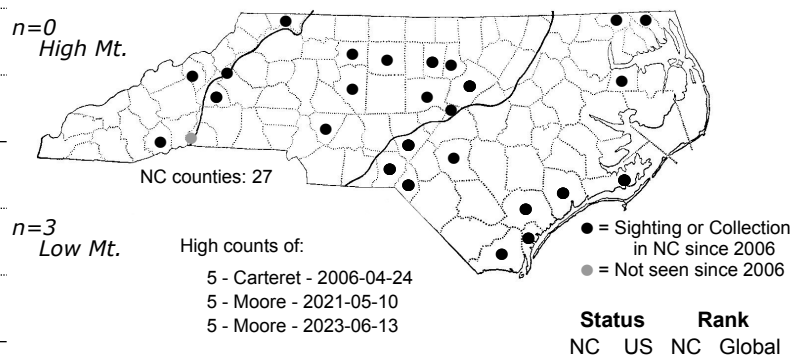 n=0
High Mt.
NC counties: 27
n=3
Low Mt.
High counts of:
5 - Carteret - 2006-04-24
5 - Moore - 2021-05-10
5 - Moore - 2023-06-13
= Sighting or Collection
in NC since 2006
= Not seen since 2006
Status Rank
NC US NC Global